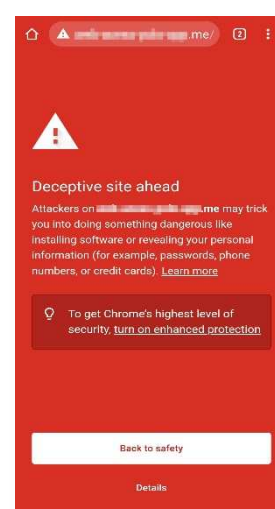 .me/ 2
Deceptive site ahead
Attackers on .me may trick
you into doing something dangerous like
installing software or revealing your personal
information (for example, passwords, phone
numbers, or credit cards). Learn more
To get Chrome's highest level of
security, turn on enhanced protection
Back to safety
Details